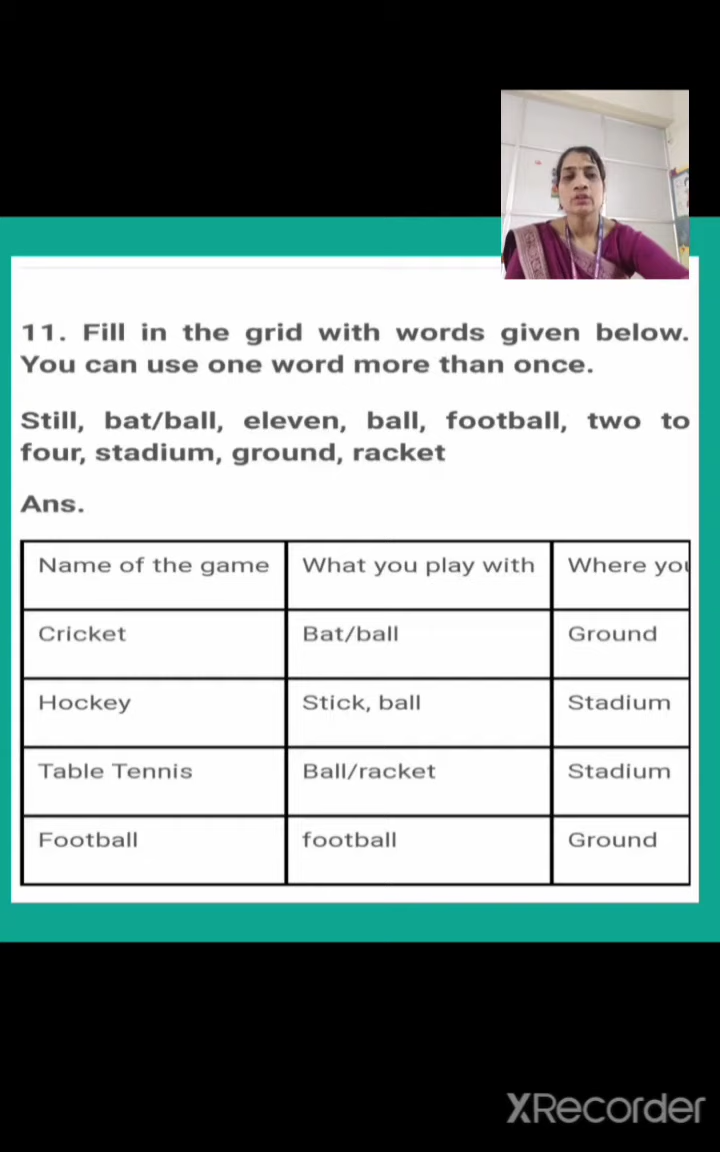 11. Fill in the grid with words given below.
You can use one word more than once.
Still, bat/ball, eleven, ball, football, two to
four, stadium, ground, racket
Ans.
Name of the game What you play with Where you
Cricket Bat/ball Ground
Hockey Stick, ball Stadium
Table Tennis Ball/racket Stadium
Football football Ground
XRecorder